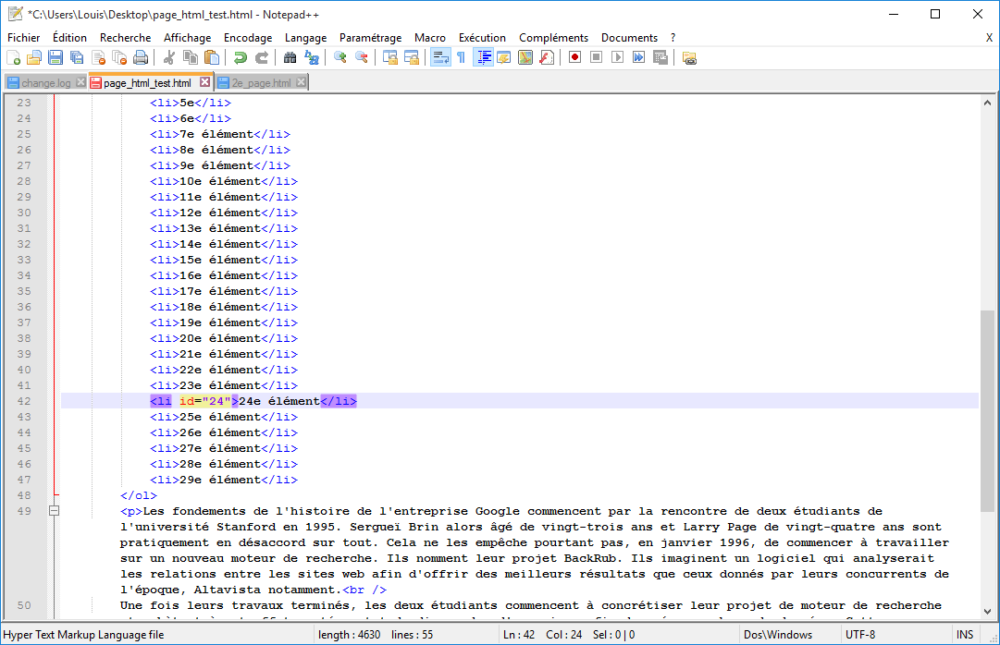 *C:\Users\Louis\Desktop\page_html_test.html - Notepad++
Fichier Édition Recherche Affichage Encodage Langage Paramétrage Macro Exécution Compléments Documents ? X
change.log page_html_test.html 2e_page.html
23 <li>5e</li>
24 <li>6e</li>
25 <li>7e élément</li>
26 <li>8e élément</li>
27 <li>9e élément</li>
28 <li>10e élément</li>
29 <li>11e élément</li>
30 <li>12e élément</li>
31 <li>13e élément</li>
32 <li>14e élément</li>
33 <li>15e élément</li>
34 <li>16e élément</li>
35 <li>17e élément</li>
36 <li>18e élément</li>
37 <li>19e élément</li>
38 <li>20e élément</li>
39 <li>21e élément</li>
40 <li>22e élément</li>
41 <li>23e élément</li>
42 <li id="24">24e élément</li>
43 <li>25e élément</li>
44 <li>26e élément</li>
45 <li>27e élément</li>
46 <li>28e élément</li>
47 <li>29e élément</li>
48 </ol>
49 <p>Les fondements de l'histoire de l'entreprise Google commencent par la rencontre de deux étudiants de
l'université Stanford en 1995. Sergueï Brin alors âgé de vingt-trois ans et Larry Page de vingt-quatre ans sont
pratiquement en désaccord sur tout. Cela ne les empêche pourtant pas, en janvier 1996, de commencer à travailler
sur un nouveau moteur de recherche. Ils nomment leur projet BackRub. Ils imaginent un logiciel qui analyserait
les relations entre les sites web afin d'offrir des meilleurs résultats que ceux donnés par leurs concurrents de
l'époque, Altavista notamment.<br />
50 Une fois leurs travaux terminés, les deux étudiants commencent à concrétiser leur projet de moteur de recherche
Hyper Text Markup Language file length : 4630 lines : 55 Ln : 42 Col : 24 Sel : 0 | 0 Dos\Windows UTF-8 INS